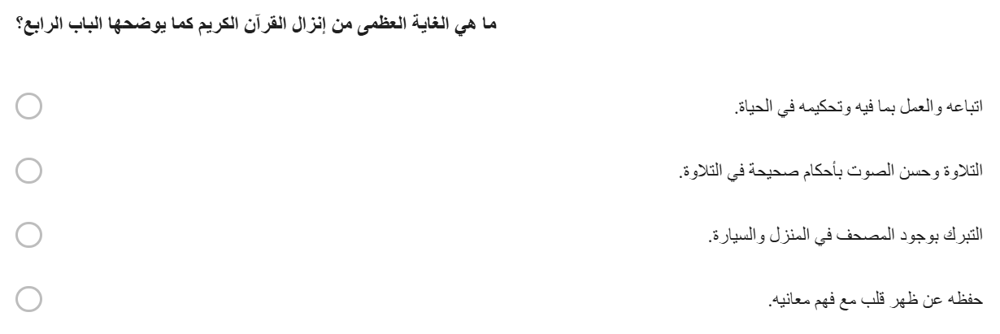 ما هي الغاية العظمى من إنزال القرآن الكريم كما يوضحها الباب الرابع؟
اتباعه والعمل بما فيه وتحكيمه في الحياة.
التلاوة وحسن الصوت بأحكام صحيحة في التلاوة.
التبرك بوجود المصحف في المنزل والسيارة.
حفظه عن ظهر قلب مع فهم معانيه.